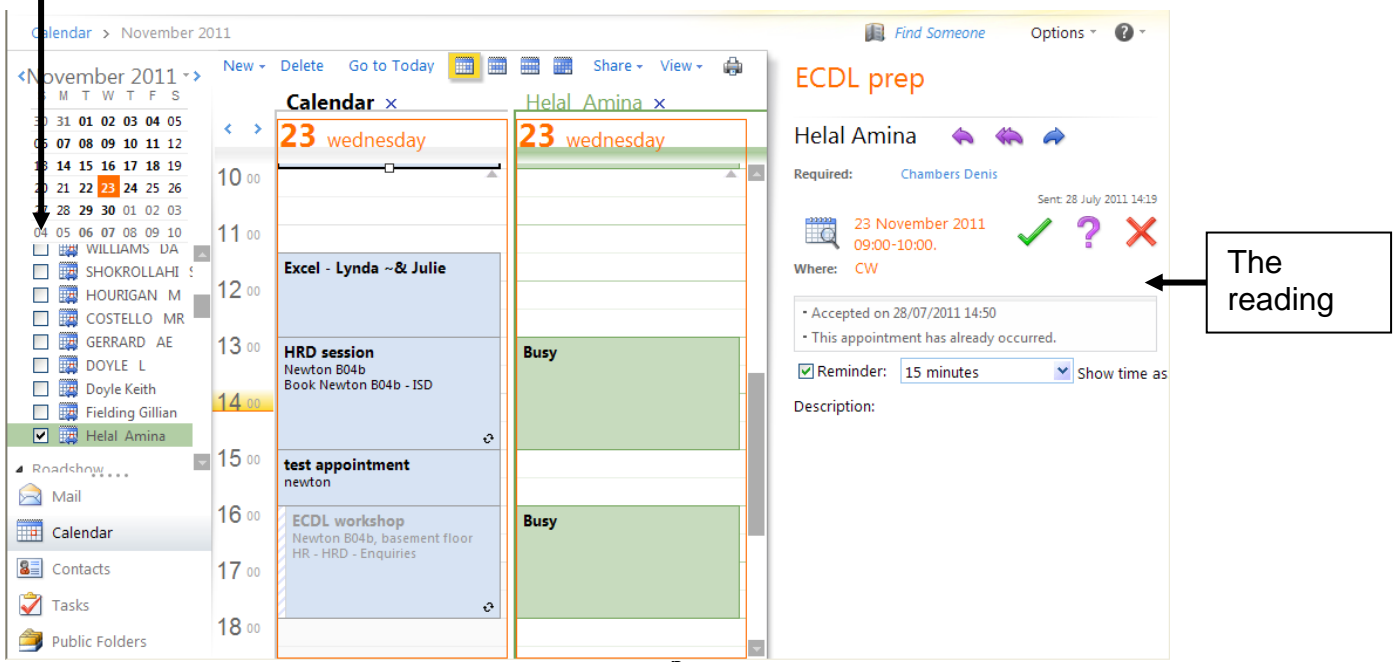 Calendar > November 2011
Find Someone
Options
November 2011
S M T W T F S
30 31 01 02 03 04 05
06 07 08 09 10 11 12
13 14 15 16 17 18 19
20 21 22 23 24 25 26
27 28 29 30 01 02 03
04 05 06 07 08 09 10
WILLIAMS DA
SHOKROLLAHI S
HOURIGAN M
COSTELLO MR
GERRARD AE
DOYLE L
Doyle Keith
Fielding Gillian
Helal Amina
Roadshow
Mail
Calendar
Contacts
Tasks
Public Folders
New Delete Go to Today Share View
Calendar × Helal Amina ×
23 wednesday 23 wednesday
10 00
11 00
12 00
13 00
14 00
15 00
16 00
17 00
18 00
Excel - Lynda ~& Julie
HRD session
Newton B04b
Book Newton B04b - ISD
test appointment
newton
ECDL workshop
Newton B04b, basement floor
HR - HRD - Enquiries
Busy
Busy
ECDL prep
Helal Amina
Required: Chambers Denis
Sent: 28 July 2011 14:19
23 November 2011
09:00-10:00.
Where: CW
Accepted on 28/07/2011 14:50
This appointment has already occurred.
Reminder: 15 minutes Show time as
Description:
The
reading